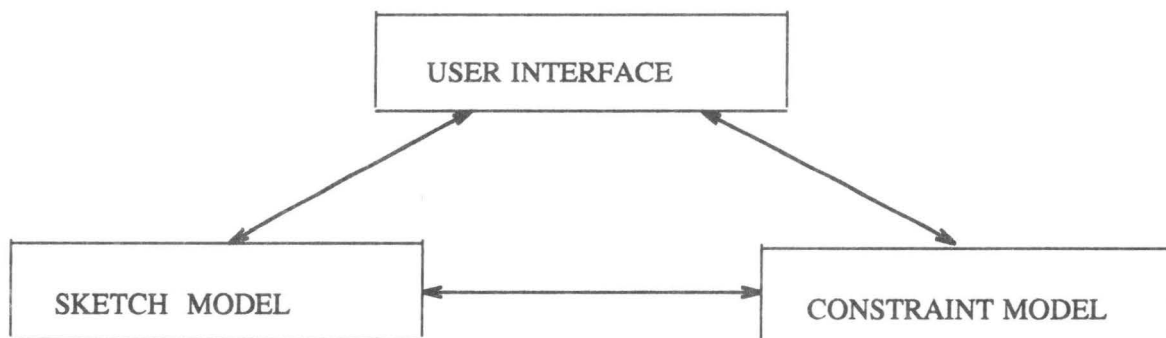 USER INTERFACE
SKETCH MODEL
CONSTRAINT MODEL